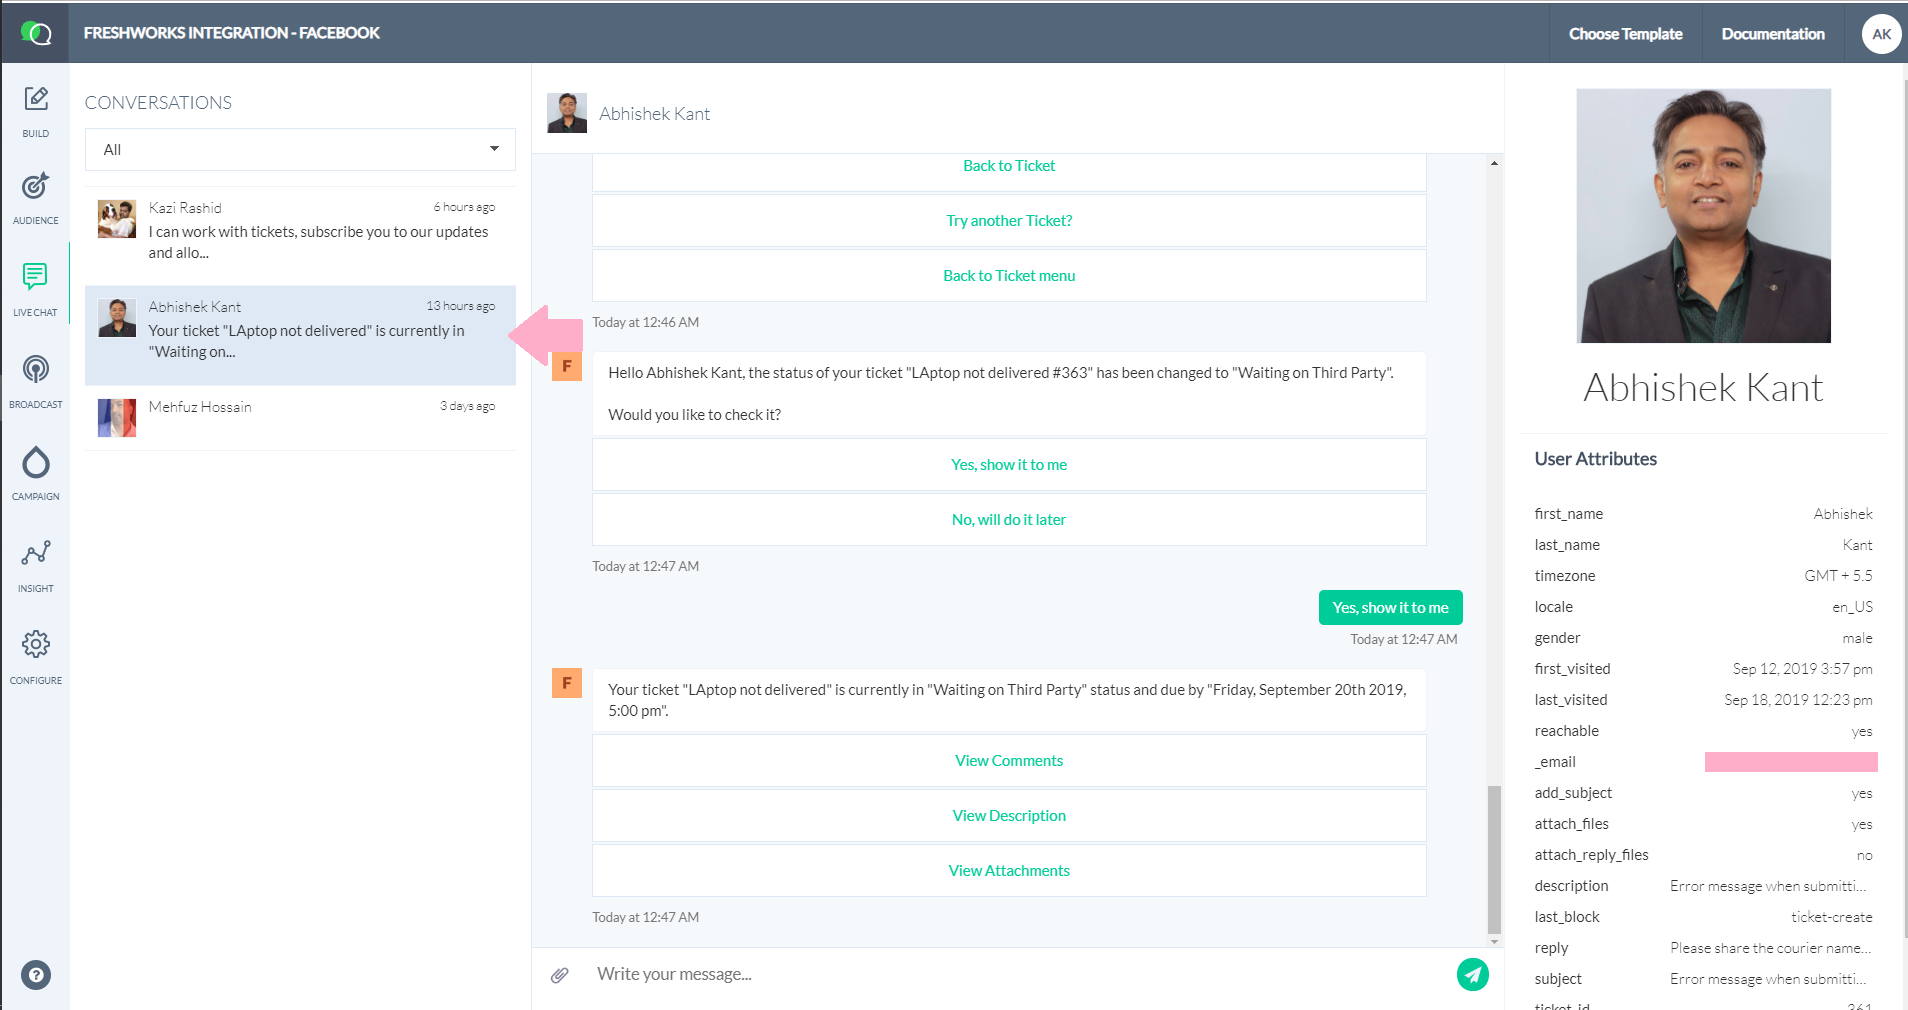 FRESHWORKS INTEGRATION - FACEBOOK
Choose Template
Documentation
AK
BUILD
AUDIENCE
LIVE CHAT
BROADCAST
CAMPAIGN
INSIGHT
CONFIGURE
?
CONVERSATIONS
All
Kazi Rashid
6 hours ago
I can work with tickets, subscribe you to our updates
and allo...
Abhishek Kant
13 hours ago
Your ticket "LAptop not delivered" is currently in
"Waiting on...
Mehfuz Hossain
3 days ago
Abhishek Kant
Back to Ticket
Try another Ticket?
Back to Ticket menu
Today at 12:46 AM
F
Hello Abhishek Kant, the status of your ticket "LAptop not delivered #363" has been changed to "Waiting on Third Party".
Would you like to check it?
Yes, show it to me
No, will do it later
Today at 12:47 AM
Yes, show it to me
Today at 12:47 AM
F
Your ticket "LAptop not delivered" is currently in "Waiting on Third Party" status and due by "Friday, September 20th 2019,
5:00 pm".
View Comments
View Description
View Attachments
Today at 12:47 AM
Write your message...
Abhishek Kant
User Attributes
first_name Abhishek
last_name Kant
timezone GMT + 5.5
locale en_US
gender male
first_visited Sep 12, 2019 3:57 pm
last_visited Sep 18, 2019 12:23 pm
reachable yes
_email
add_subject yes
attach_files yes
attach_reply_files no
description Error message when submitti...
last_block ticket-create
reply Please share the courier name...
subject Error message when submitti...
ticket_id 361